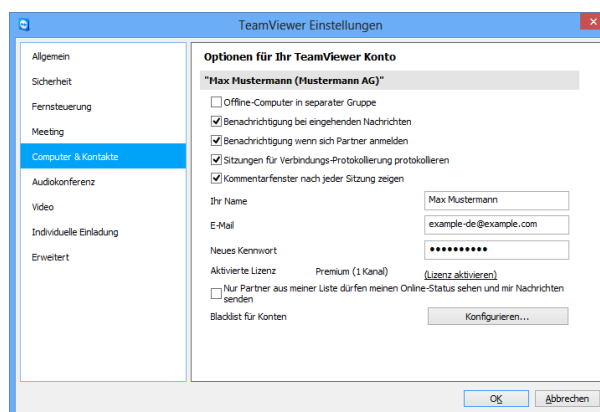 TeamViewer Einstellungen
Allgemein
Sicherheit
Fernsteuerung
Meeting
Computer & Kontakte
Audiokonferenz
Video
Individuelle Einladung
Erweitert
Optionen für Ihr TeamViewer Konto
"Max Mustermann (Mustermann AG)"
Offline-Computer in separater Gruppe
Benachrichtigung bei eingehenden Nachrichten
Benachrichtigung wenn sich Partner anmelden
Sitzungen für Verbindungs-Protokollierung protokollieren
Kommentarfenster nach jeder Sitzung zeigen
Ihr Name Max Mustermann
E-Mail example-de@example.com
Neues Kennwort ••••••••••
Aktivierte Lizenz Premium (1 Kanal) (Lizenz aktivieren)
Nur Partner aus meiner Liste dürfen meinen Online-Status sehen und mir Nachrichten
senden
Blacklist für Konten Konfigurieren...
OK Abbrechen